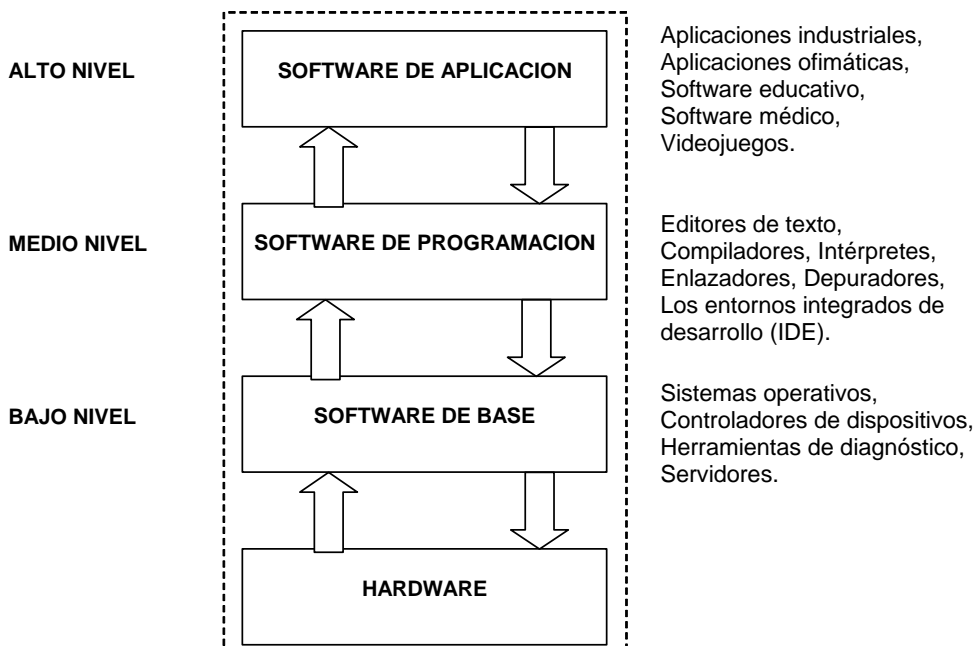 ALTO NIVEL
SOFTWARE DE APLICACION
Aplicaciones industriales,
Aplicaciones ofimáticas,
Software educativo,
Software médico,
Videojuegos.
MEDIO NIVEL
SOFTWARE DE PROGRAMACION
Editores de texto,
Compiladores, Intérpretes,
Enlazadores, Depuradores,
Los entornos integrados de
desarrollo (IDE).
BAJO NIVEL
SOFTWARE DE BASE
Sistemas operativos,
Controladores de dispositivos,
Herramientas de diagnóstico,
Servidores.
HARDWARE